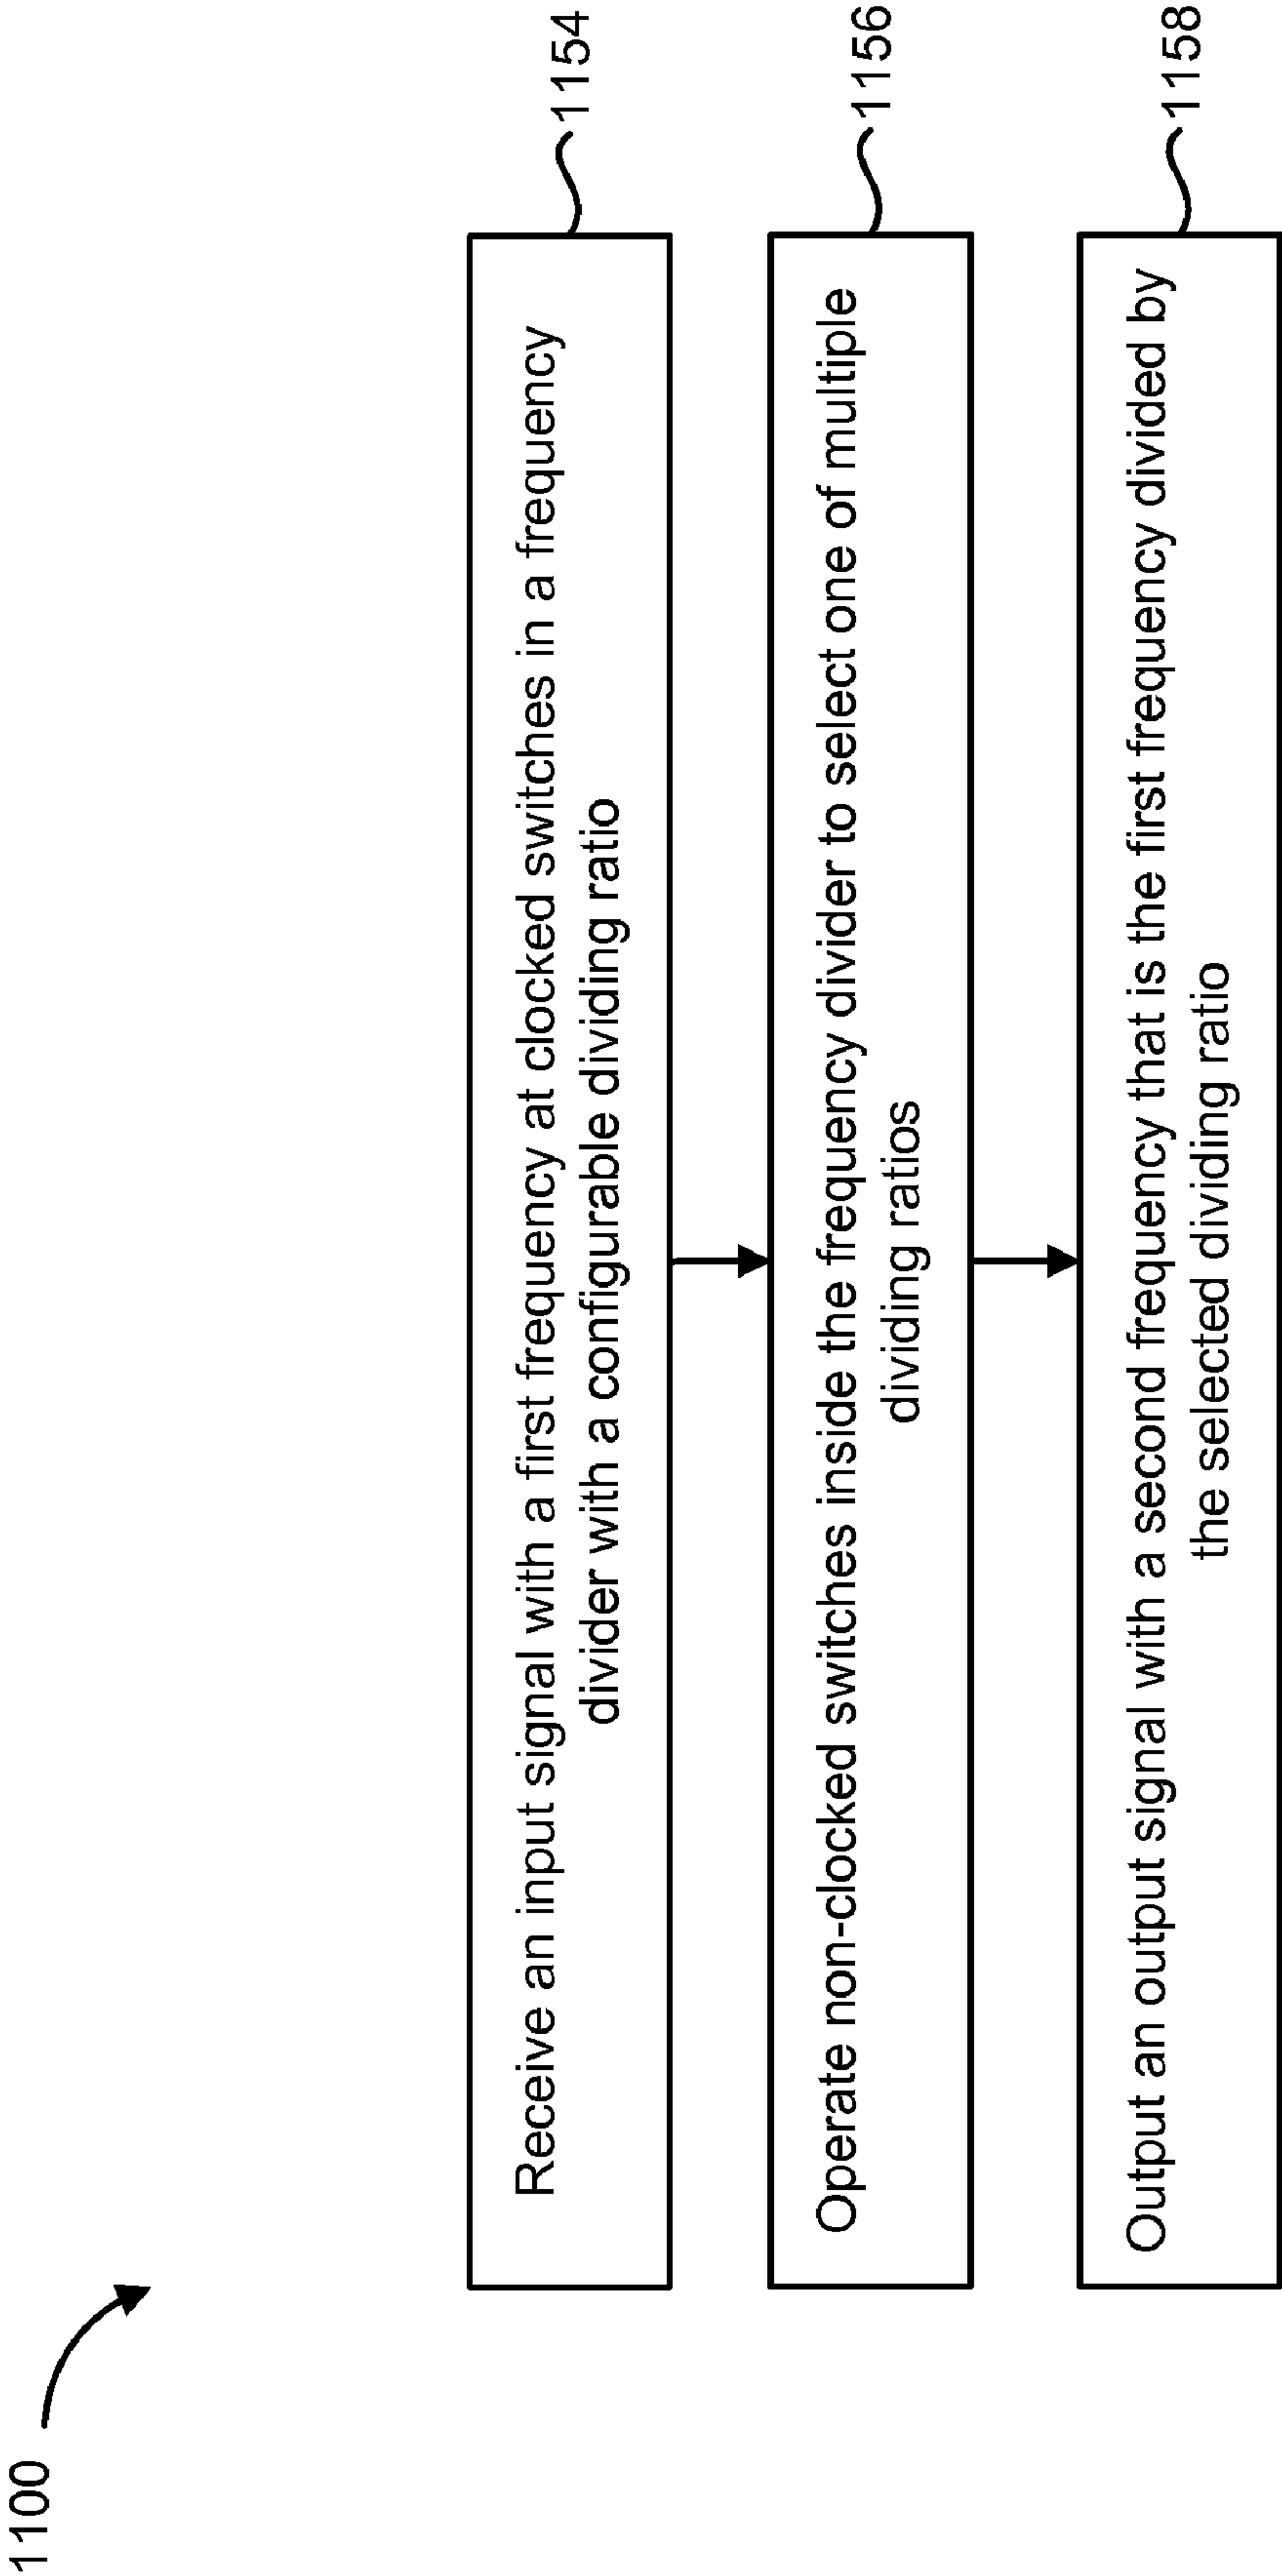 1100
Receive an input signal with a first frequency at clocked switches in a frequency
divider with a configurable dividing ratio
1154
Operate non-clocked switches inside the frequency divider to select one of multiple
dividing ratios
1156
Output an output signal with a second frequency that is the first frequency divided by
the selected dividing ratio
1158